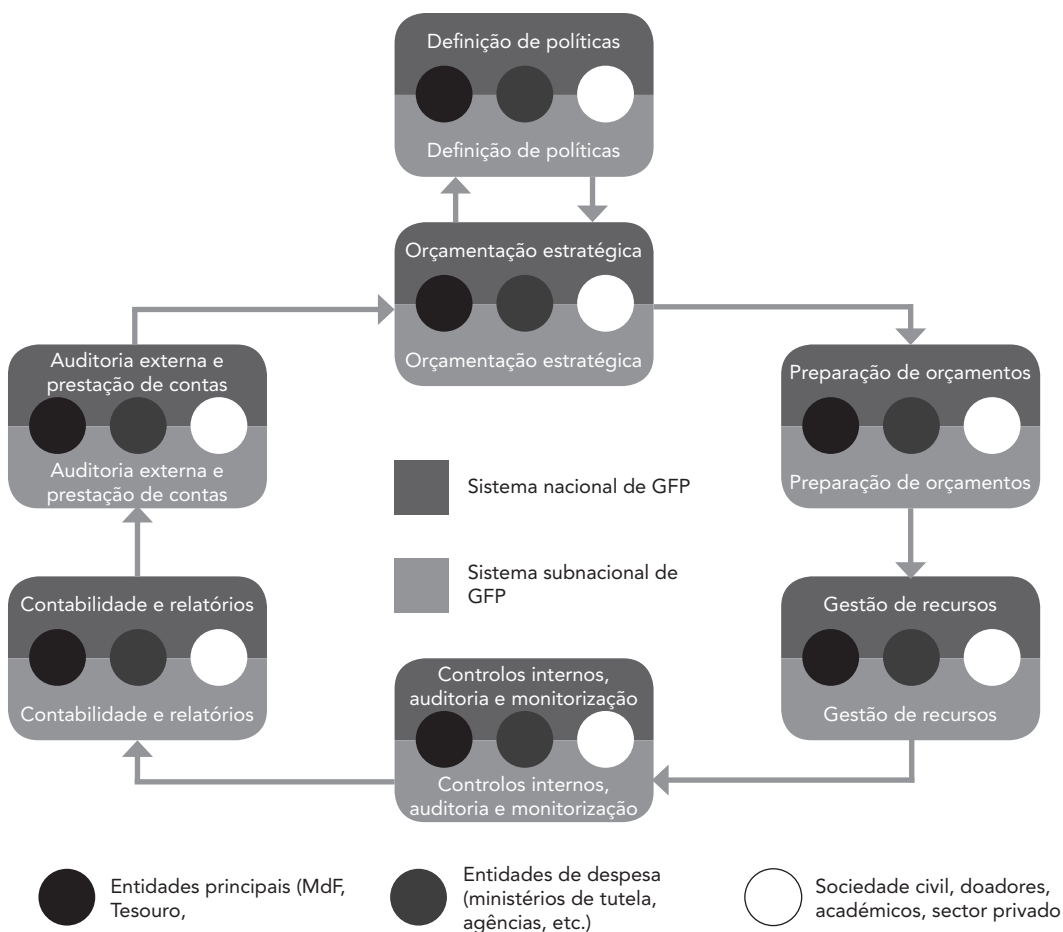 Definição de políticas
Definição de políticas
Orçamentação estratégica
Orçamentação estratégica
Auditoria externa e
prestação de contas
Auditoria externa e
prestação de contas
Preparação de orçamentos
Preparação de orçamentos
Sistema nacional de GFP
Sistema subnacional de
GFP
Contabilidade e relatórios
Contabilidade e relatórios
Gestão de recursos
Gestão de recursos
Controlos internos,
auditoria e monitorização
Controlos internos,
auditoria e monitorização
Entidades principais (MdF,
Tesouro,
Entidades de despesa
(ministérios de tutela,
agências, etc.)
Sociedade civil, doadores,
académicos, sector privado